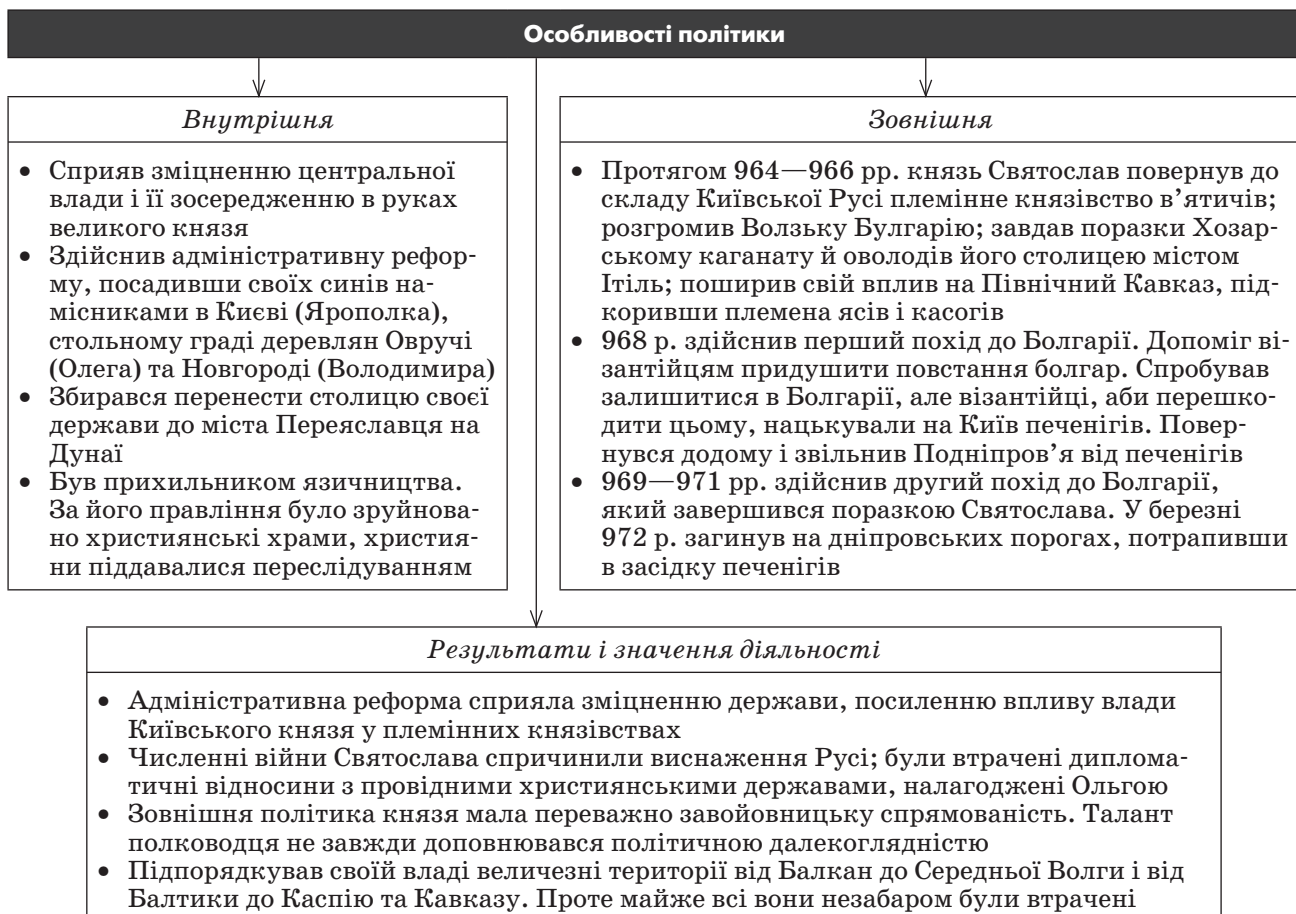 Особливості політики
Внутрішня
• Сприяв зміцненню центральної
влади і її зосередженню в руках
великого князя
• Здійснив адміністративну рефор-
му, посадивши своїх синів на-
місниками в Києві (Ярополка),
стольному граді деревлян Овручі
(Олега) та Новгороді (Володимира)
• Збирався перенести столицю своєї
держави до міста Переяславця на
Дунаї
• Був прихильником язичництва.
За його правління було зруйнова-
но християнські храми, христия-
ни піддавалися переслідуванням
Зовнішня
• Протягом 964—966 рр. князь Святослав повернув до
складу Київської Русі племінне князівство в’ятичів;
розгромив Волзьку Булгарію; завдав поразки Хозар-
ському каганату й оволодів його столицею містом
Ітіль; поширив свій вплив на Північний Кавказ, під-
коривши племена ясів і касогів
• 968 р. здійснив перший похід до Болгарії. Допоміг ві-
зантійцям придушити повстання болгар. Спробував
залишитися в Болгарії, але візантійці, аби перешко-
дити цьому, нацькували на Київ печенігів. Повер-
нувся додому і звільнив Подніпров’я від печенігів
• 969—971 рр. здійснив другий похід до Болгарії,
який завершився поразкою Святослава. У березні
972 р. загинув на дніпровських порогах, потрапивши
в засідку печенігів
Результати і значення діяльності
• Адміністративна реформа сприяла зміцненню держави, посиленню впливу влади
Київського князя у племінних князівствах
• Численні війни Святослава спричинили виснаження Русі; були втрачені диплома-
тичні відносини з провідними християнськими державами, налагоджені Ольгою
• Зовнішня політика князя мала переважно завойовницьку спрямованість. Талант
полководця не завжди доповнювався політичною далекоглядністю
• Підпорядкував своїй владі величезні території від Балкан до Середньої Волги і від
Балтики до Каспію та Кавказу. Проте майже всі вони незабаром були втрачені